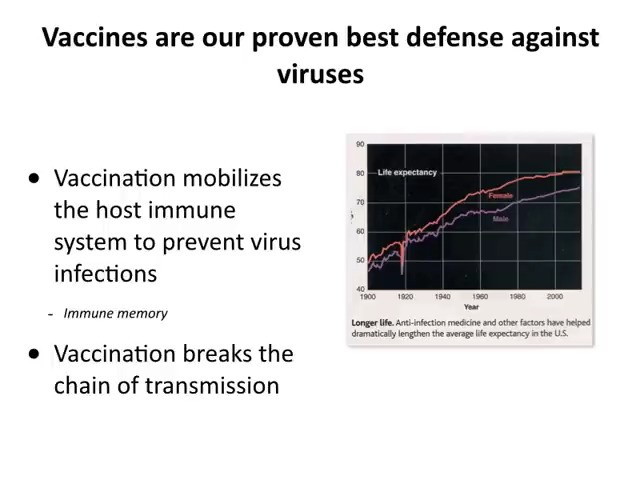 Vaccines are our proven best defense against
viruses
• Vaccination mobilizes
the host immune
system to prevent virus
infections
- Immune memory
• Vaccination breaks the
chain of transmission
90
80
70
60
50
40
Life expectancy
Female
Male
1900 1920 1940 1960 1980 2000
Year
Longer life. Anti-infection medicine and other factors have helped
dramatically lengthen the average life expectancy in the U.S.